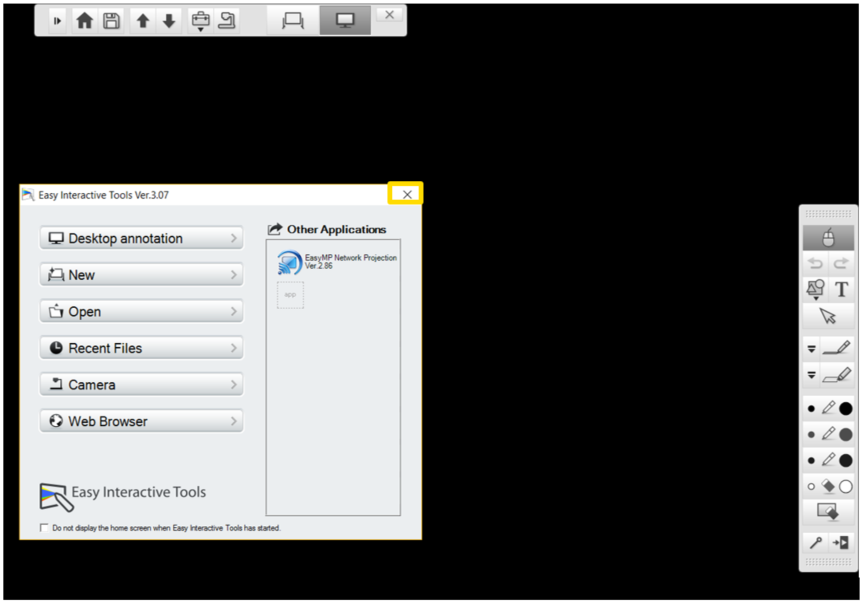 Easy Interactive Tools Ver.3.07
Desktop annotation
New
Open
Recent Files
Camera
Web Browser
Other Applications
EasyMP Network Projection
Ver.2.86
app
Easy Interactive Tools
Do not display the home screen when Easy Interactive Tools has started.
T